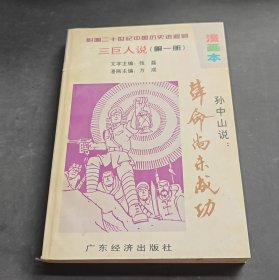 影响二十世纪中国历史进程的
三巨人说(第一册)
文字主编:张磊
漫画主编:方成
漫画本
孙中山说:
革命尚未成功
广东经济出版社